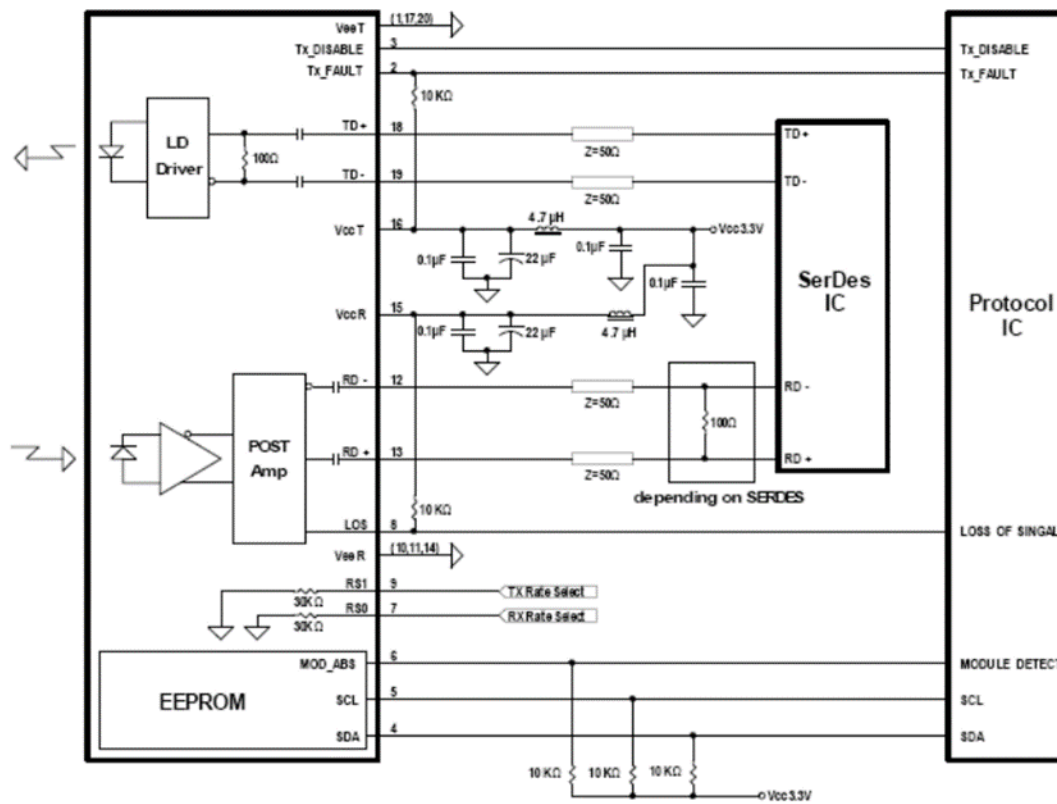 VeeT (1,17,20)
Tx_DISABLE 3 Tx_DISABLE
Tx_FAULT 2 Tx_FAULT
10 KΩ
LD
Driver
100Ω
TD+ 18 Z=50Ω TD+
TD- 19 Z=50Ω TD-
VccT 16 4.7 μH Vcc3.3V
0.1μF 22 μF 0.1μF 0.1μF
VccR 15 4.7 μH
0.1μF 22 μF
SerDes
IC
Protocol
IC
RD - 12 Z=50Ω RD -
100Ω
POST
Amp
RD + 13 Z=50Ω RD +
depending on SERDES
10 KΩ
LOS 8 LOSS OF SINGAL
VeeR (10,11,14)
RS1 9 TX Rate Select
30KΩ
RS0 7 RX Rate Select
30KΩ
EEPROM
MOD_ABS 6 MODULE DETECT
SCL 5 SCL
SDA 4 SDA
10 KΩ 10 KΩ 10 KΩ
Vcc3.3V